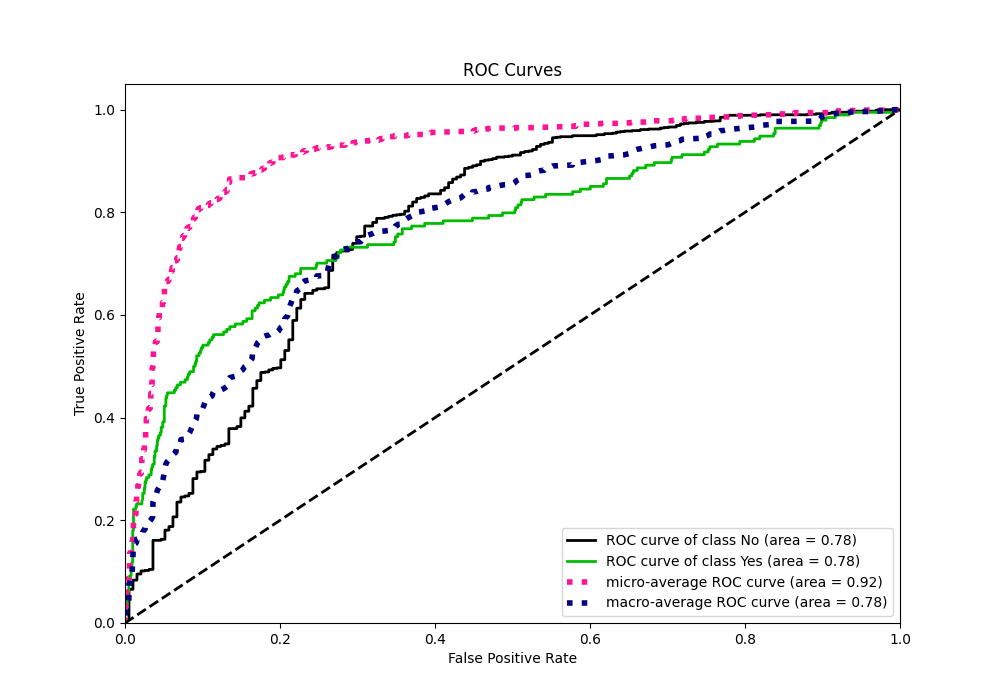 ROC Curves
True Positive Rate
1.0
0.8
0.6
0.4
0.2
0.0
0.0 0.2 0.4 0.6 0.8 1.0
False Positive Rate
ROC curve of class No (area = 0.78)
ROC curve of class Yes (area = 0.78)
micro-average ROC curve (area = 0.92)
macro-average ROC curve (area = 0.78)